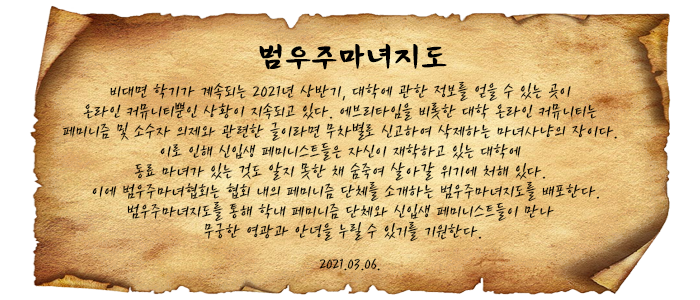 범우주마녀지도
비대면 학기가 계속되는 2021년 상반기, 대학에 관한 정보를 얻을 수 있는 곳이
온라인 커뮤니티뿐인 상황이 지속되고 있다. 에브리타임을 비롯한 대학 온라인 커뮤니티는
페미니즘 및 소수자 의제와 관련한 글이라면 무차별로 신고하여 삭제하는 마녀사냥의 장이다.
이로 인해 신입생 페미니스트들은 자신이 재학하고 있는 대학에
동료 마녀가 있는 것도 알지 못한 채 숨죽여 살아갈 위기에 처해 있다.
이에 범우주마녀협회는 협회 내의 페미니즘 단체를 소개하는 범우주마녀지도를 배포한다.
범우주마녀지도를 통해 학내 페미니즘 단체와 신입생 페미니스트들이 만나
무궁한 영광과 안녕을 누릴 수 있기를 기원한다.
2021.03.06.